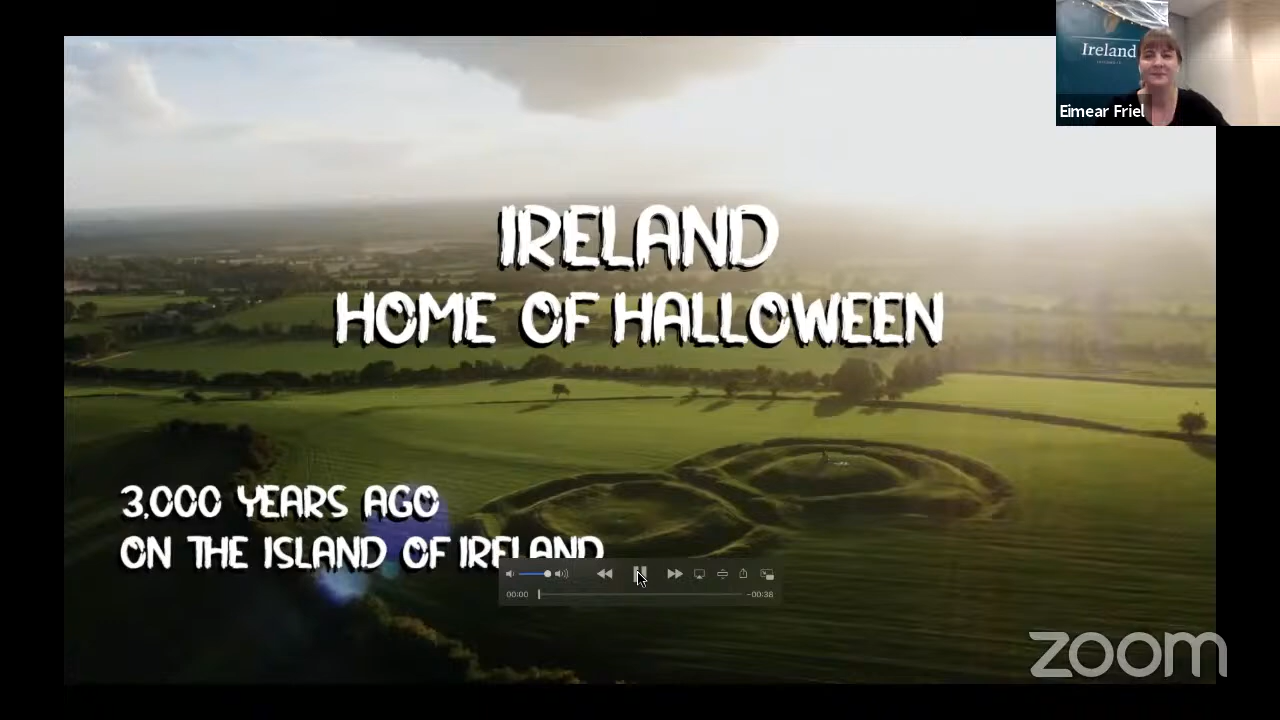 Ireland
Eimear Friel
IRELAND
HOME OF HALLOWEEN
3,000 YEARS AGO
ON THE ISLAND OF IRELAND
00:00
-00:38
zoom